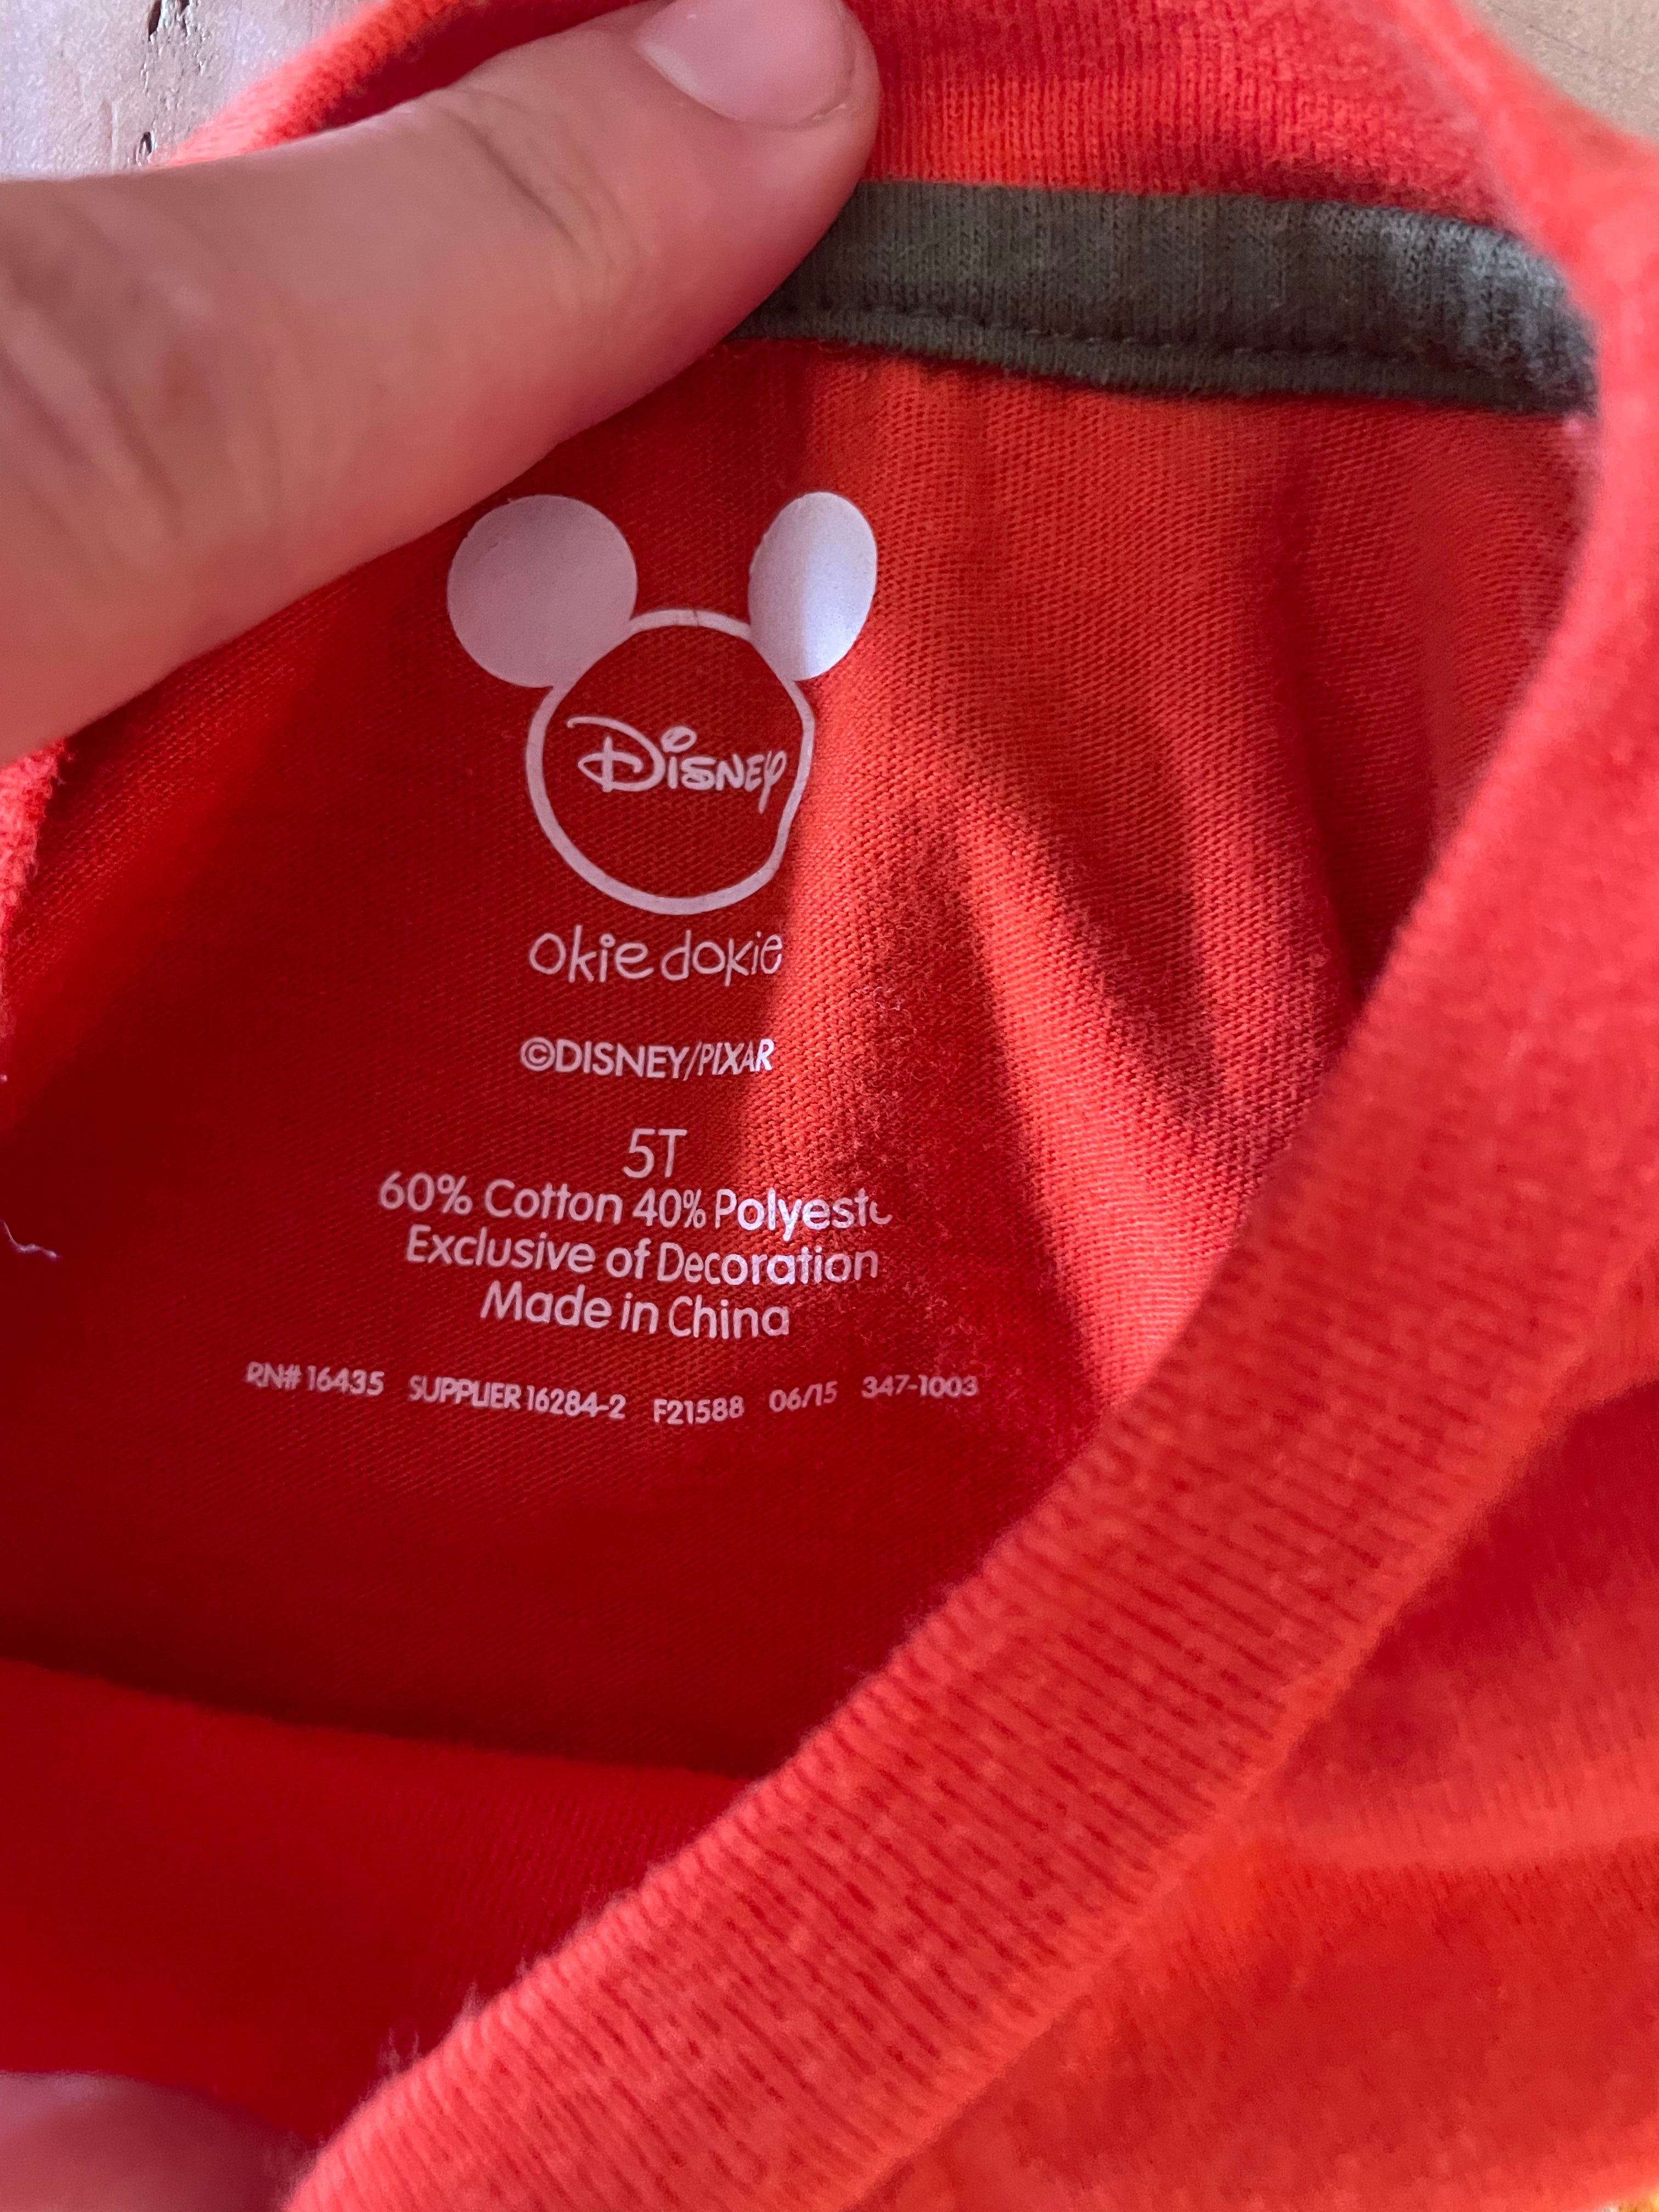 Disney
okie dokie
©DISNEY/PIXAR
5T
60% Cotton 40% Polyeste
Exclusive of Decoration
Made in China
RN# 16435 SUPPLIER 16284-2 F21588 06/15 347-1003